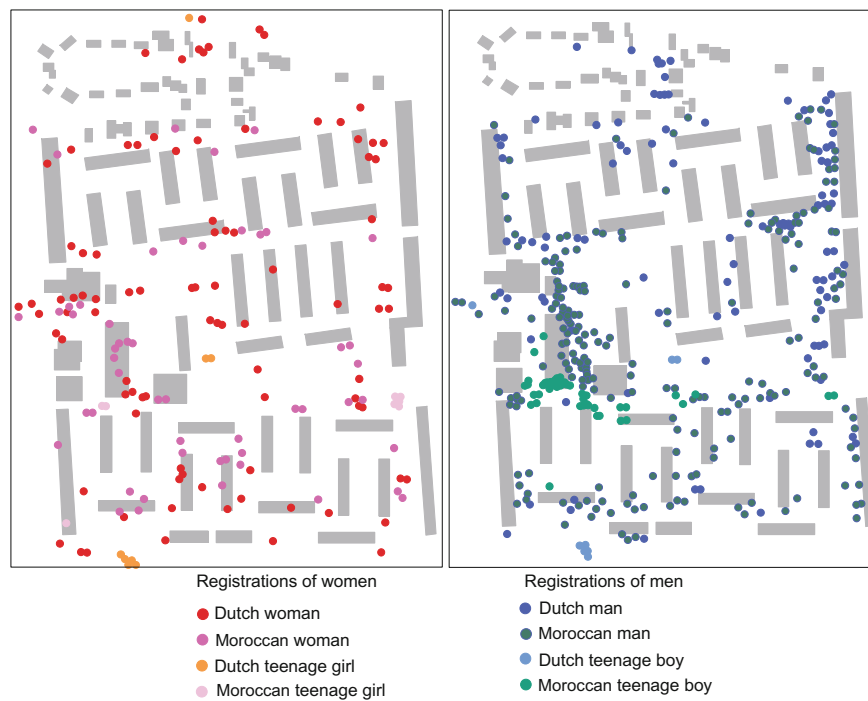 Registrations of women
Dutch woman
Moroccan woman
Dutch teenage girl
Moroccan teenage girl
Registrations of men
Dutch man
Moroccan man
Dutch teenage boy
Moroccan teenage boy